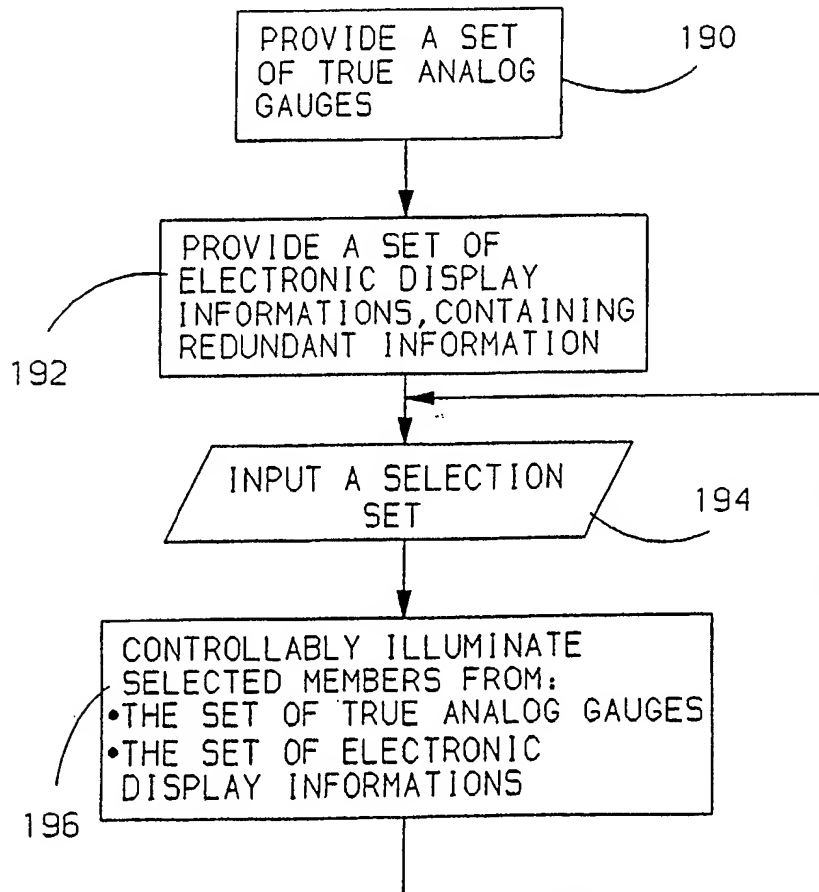 PROVIDE A SET
OF TRUE ANALOG
GAUGES
190
PROVIDE A SET OF
ELECTRONIC DISPLAY
INFORMATIONS, CONTAINING
REDUNDANT INFORMATION
192
INPUT A SELECTION
SET
194
CONTROLLABLY ILLUMINATE
SELECTED MEMBERS FROM:
•THE SET OF TRUE ANALOG GAUGES
•THE SET OF ELECTRONIC
DISPLAY INFORMATIONS
196